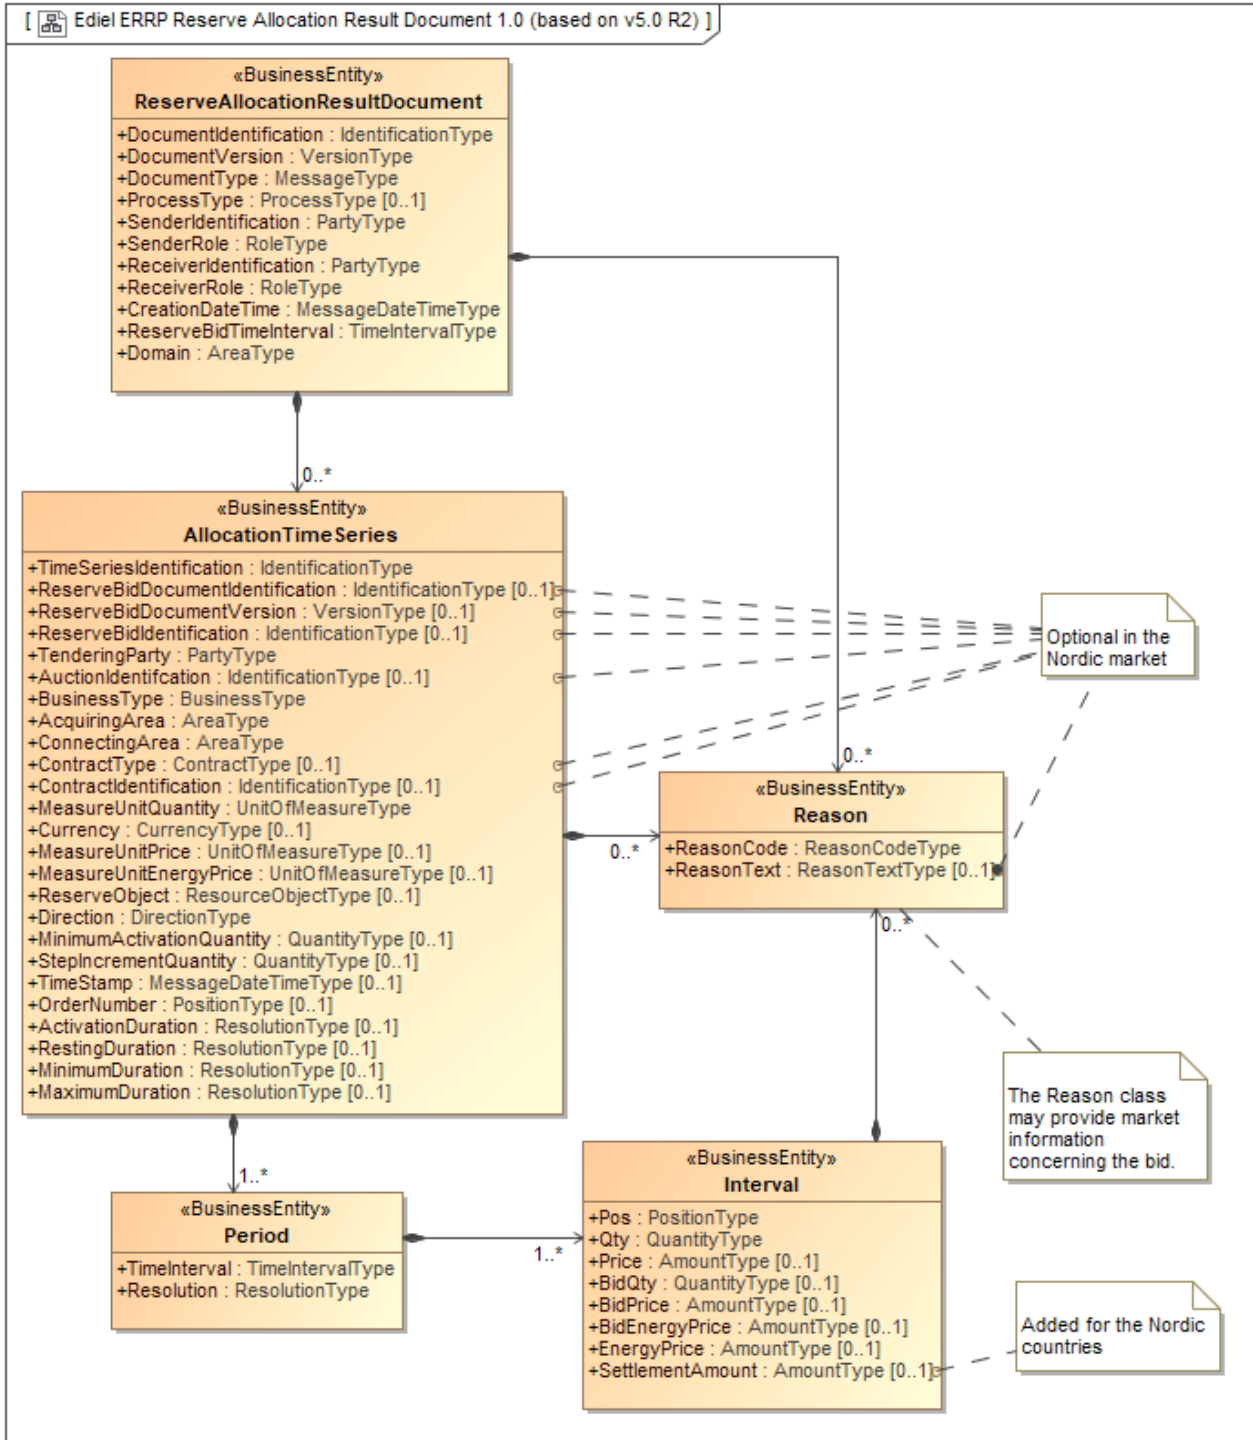 [ Ediel ERRP Reserve Allocation Result Document 1.0 (based on v5.0 R2) ]
«BusinessEntity»
ReserveAllocationResultDocument
+DocumentIdentification : IdentificationType
+DocumentVersion : VersionType
+DocumentType : MessageType
+ProcessType : ProcessType [0..1]
+SenderIdentification : PartyType
+SenderRole : RoleType
+ReceiverIdentification : PartyType
+ReceiverRole : RoleType
+CreationDateTime : MessageDateTimeType
+ReserveBidTimeInterval : TimeIntervalType
+Domain : AreaType
0..*
«BusinessEntity»
AllocationTimeSeries
+TimeSeriesIdentification : IdentificationType
+ReserveBidDocumentIdentification : IdentificationType [0..1]
+ReserveBidDocumentVersion : VersionType [0..1]
+ReserveBidIdentification : IdentificationType [0..1]
+TenderingParty : PartyType
+AuctionIdentifcation : IdentificationType [0..1]
+BusinessType : BusinessType
+AcquiringArea : AreaType
+ConnectingArea : AreaType
+ContractType : ContractType [0..1]
+ContractIdentification : IdentificationType [0..1]
+MeasureUnitQuantity : UnitOfMeasureType
+Currency : CurrencyType [0..1]
+MeasureUnitPrice : UnitOfMeasureType [0..1]
+MeasureUnitEnergyPrice : UnitOfMeasureType [0..1]
+ReserveObject : ResourceObjectType [0..1]
+Direction : DirectionType
+MinimumActivationQuantity : QuantityType [0..1]
+StepIncrementQuantity : QuantityType [0..1]
+TimeStamp : MessageDateTimeType [0..1]
+OrderNumber : PositionType [0..1]
+ActivationDuration : ResolutionType [0..1]
+RestingDuration : ResolutionType [0..1]
+MinimumDuration : ResolutionType [0..1]
+MaximumDuration : ResolutionType [0..1]
Optional in the
Nordic market
0..*
0..*
«BusinessEntity»
Reason
+ReasonCode : ReasonCodeType
+ReasonText : ReasonTextType [0..1]
0..*
The Reason class
may provide market
information
concerning the bid.
1..*
«BusinessEntity»
Period
+TimeInterval : TimeIntervalType
+Resolution : ResolutionType
1..*
«BusinessEntity»
Interval
+Pos : PositionType
+Qty : QuantityType
+Price : AmountType [0..1]
+BidQty : QuantityType [0..1]
+BidPrice : AmountType [0..1]
+BidEnergyPrice : AmountType [0..1]
+EnergyPrice : AmountType [0..1]
+SettlementAmount : AmountType [0..1]
Added for the Nordic
countries